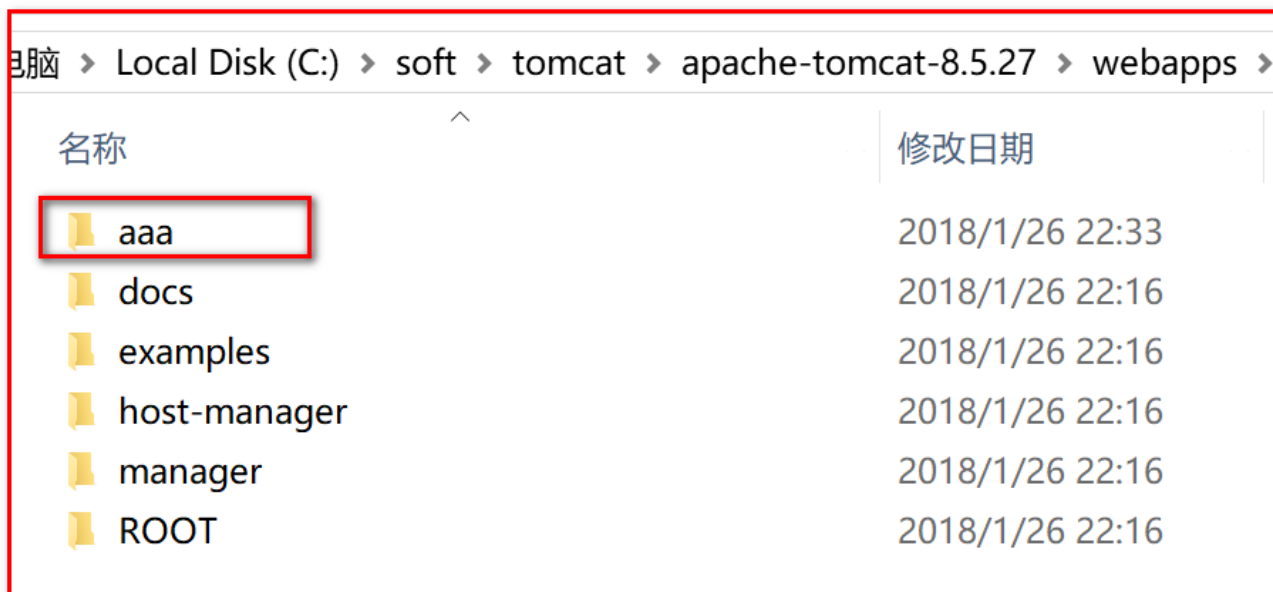 电脑 > Local Disk (C:) > soft > tomcat > apache-tomcat-8.5.27 > webapps >
名称 修改日期
aaa 2018/1/26 22:33
docs 2018/1/26 22:16
examples 2018/1/26 22:16
host-manager 2018/1/26 22:16
manager 2018/1/26 22:16
ROOT 2018/1/26 22:16